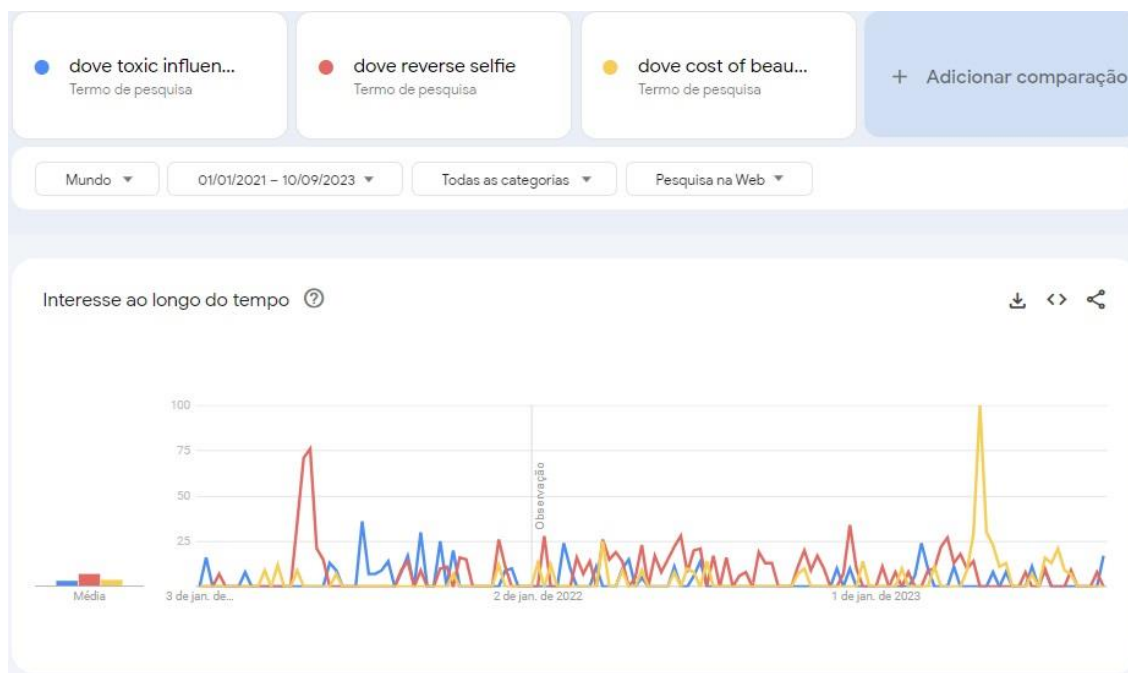 dove toxic influen...
Termo de pesquisa
dove reverse selfie
Termo de pesquisa
dove cost of beau...
Termo de pesquisa
+ Adicionar comparação
Mundo
01/01/2021 – 10/09/2023
Todas as categorias
Pesquisa na Web
Interesse ao longo do tempo
100
75
50
25
Observação
Média
3 de jan. de...
2 de jan. de 2022
1 de jan. de 2023